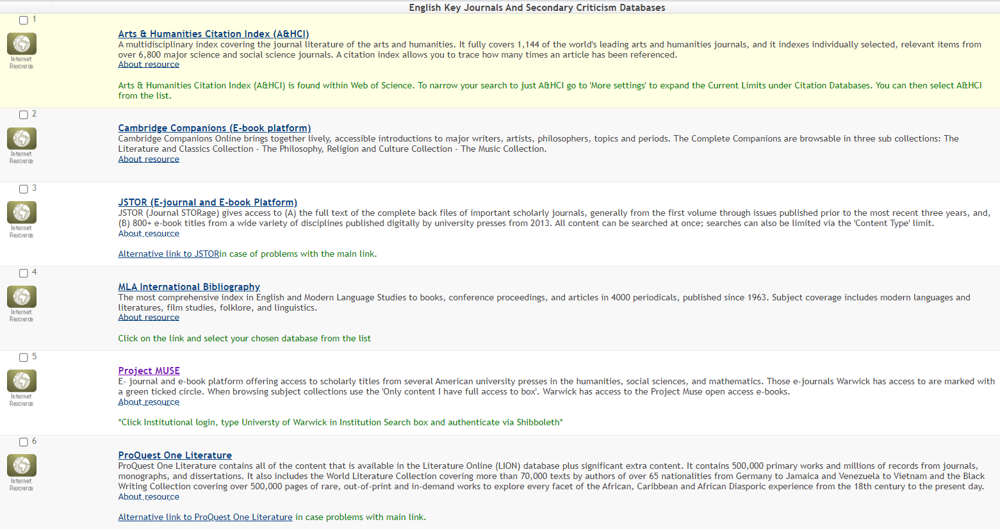 English Key Journals And Secondary Criticism Databases
1
Internet
Resource
Arts & Humanities Citation Index (A&HCI)
A multidisciplinary index covering the journal literature of the arts and humanities. It fully covers 1,144 of the world's leading arts and humanities journals, and it indexes individually selected, relevant items from
over 6,800 major science and social science journals. A citation index allows you to trace how many times an article has been referenced.
About resource
Arts & Humanities Citation Index (A&HCI) is found within Web of Science. To narrow your search to just A&HCI go to 'More settings' to expand the Current Limits under Citation Databases. You can then select A&HCI
from the list.
2
Internet
Resource
Cambridge Companions (E-book platform)
Cambridge Companions Online brings together lively, accessible introductions to major writers, artists, philosophers, topics and periods. The Complete Companions are browsable in three sub collections: The
Literature and Classics Collection - The Philosophy, Religion and Culture Collection - The Music Collection.
About resource
3
Internet
Resource
JSTOR (E-journal and E-book Platform)
JSTOR (Journal STORage) gives access to (A) the full text of the complete back files of important scholarly journals, generally from the first volume through issues published prior to the most recent three years, and,
(B) 800+ e-book titles from a wide variety of disciplines published digitally by university presses from 2013. All content can be searched at once; searches can also be limited via the 'Content Type' limit.
About resource
Alternative link to JSTORin case of problems with the main link.
4
Internet
Resource
MLA International Bibliography
The most comprehensive index in English and Modern Language Studies to books, conference proceedings, and articles in 4000 periodicals, published since 1963. Subject coverage includes modern languages and
literatures, film studies, folklore, and linguistics.
About resource
Click on the link and select your chosen database from the list
5
Internet
Resource
Project MUSE
E- journal and e-book platform offering access to scholarly titles from several American university presses in the humanities, social sciences, and mathematics. Those e-journals Warwick has access to are marked with
a green ticked circle. When browsing subject collections use the 'Only content I have full access to box'. Warwick has access to the Project Muse open access e-books.
About resource
*Click Institutional login, type Universty of Warwick in Institution Search box and authenticate via Shibboleth*
6
Internet
Resource
ProQuest One Literature
ProQuest One Literature contains all of the content that is available in the Literature Online (LION) database plus significant extra content. It contains 500,000 primary works and millions of records from journals,
monographs, and dissertations. It also includes the World Literature Collection covering more than 70,000 texts by authors of over 65 nationalities from Germany to Jamaica and Venezuela to Vietnam and the Black
Writing Collection covering over 500,000 pages of rare, out-of-print and in-demand works to explore every facet of the African, Caribbean and African Diasporic experience from the 18th century to the present day.
About resource
Alternative link to ProQuest One Literature in case problems with main link.